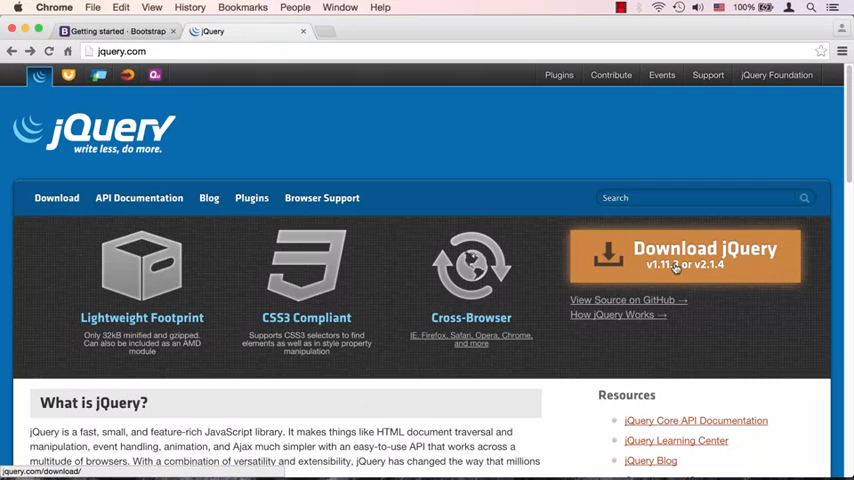 Chrome File Edit View History Bookmarks People Window Help 100%
Getting started · Bootstrap × jQuery ×
jquery.com
Plugins Contribute Events Support jQuery Foundation
jQuery
write less, do more.
Download API Documentation Blog Plugins Browser Support Search
Download jQuery
v1.11.3 or v2.1.4
View Source on GitHub →
How jQuery Works →
Lightweight Footprint
Only 32kB minified and gzipped.
Can also be included as an AMD
module
CSS3 Compliant
Supports CSS3 selectors to find
elements as well as in style property
manipulation
Cross-Browser
IE, Firefox, Safari, Opera, Chrome,
and more
What is jQuery?
jQuery is a fast, small, and feature-rich JavaScript library. It makes things like HTML document traversal and
manipulation, event handling, animation, and Ajax much simpler with an easy-to-use API that works across a
multitude of browsers. With a combination of versatility and extensibility, jQuery has changed the way that millions
Resources
jQuery Core API Documentation
jQuery Learning Center
jQuery Blog
jquery.com/download/